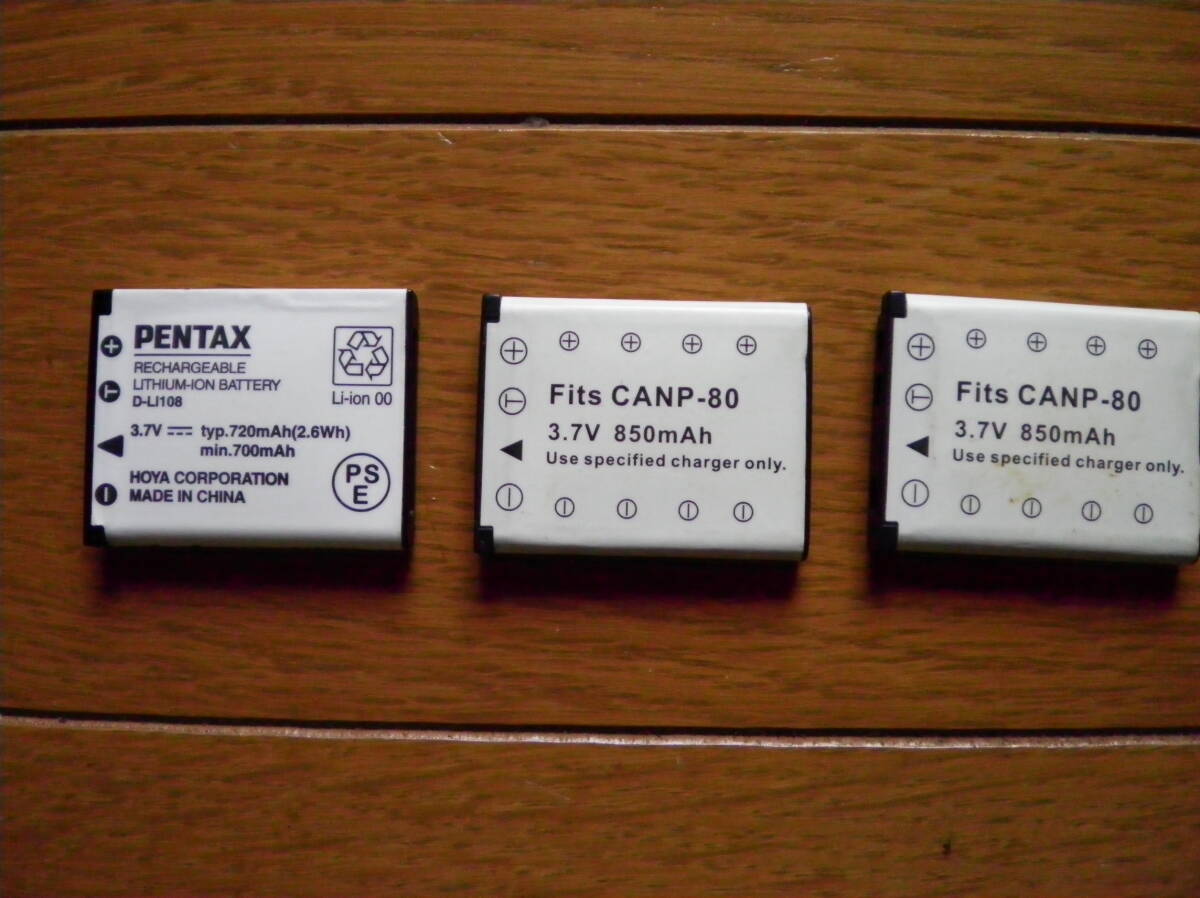 PENTAX
RECHARGEABLE
LITHIUM-ION BATTERY
D-LI108
Li-ion 00
3.7V typ.720mAh(2.6Wh)
min.700mAh
HOYA CORPORATION
MADE IN CHINA
PS
E
Fits CANP-80
3.7V 850mAh
Use specified charger only.
Fits CANP-80
3.7V 850mAh
Use specified charger only.